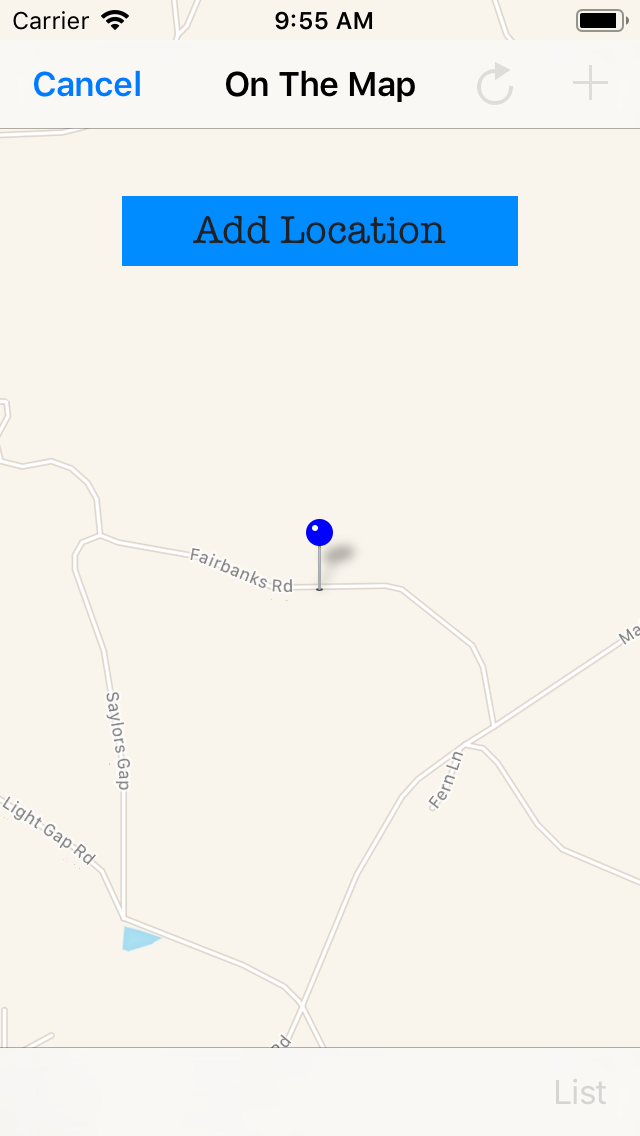 Carrier 9:55 AM
Cancel On The Map
Add Location
Fairbanks Rd
Saylors Gap
Fern Ln
Light Gap Rd
List